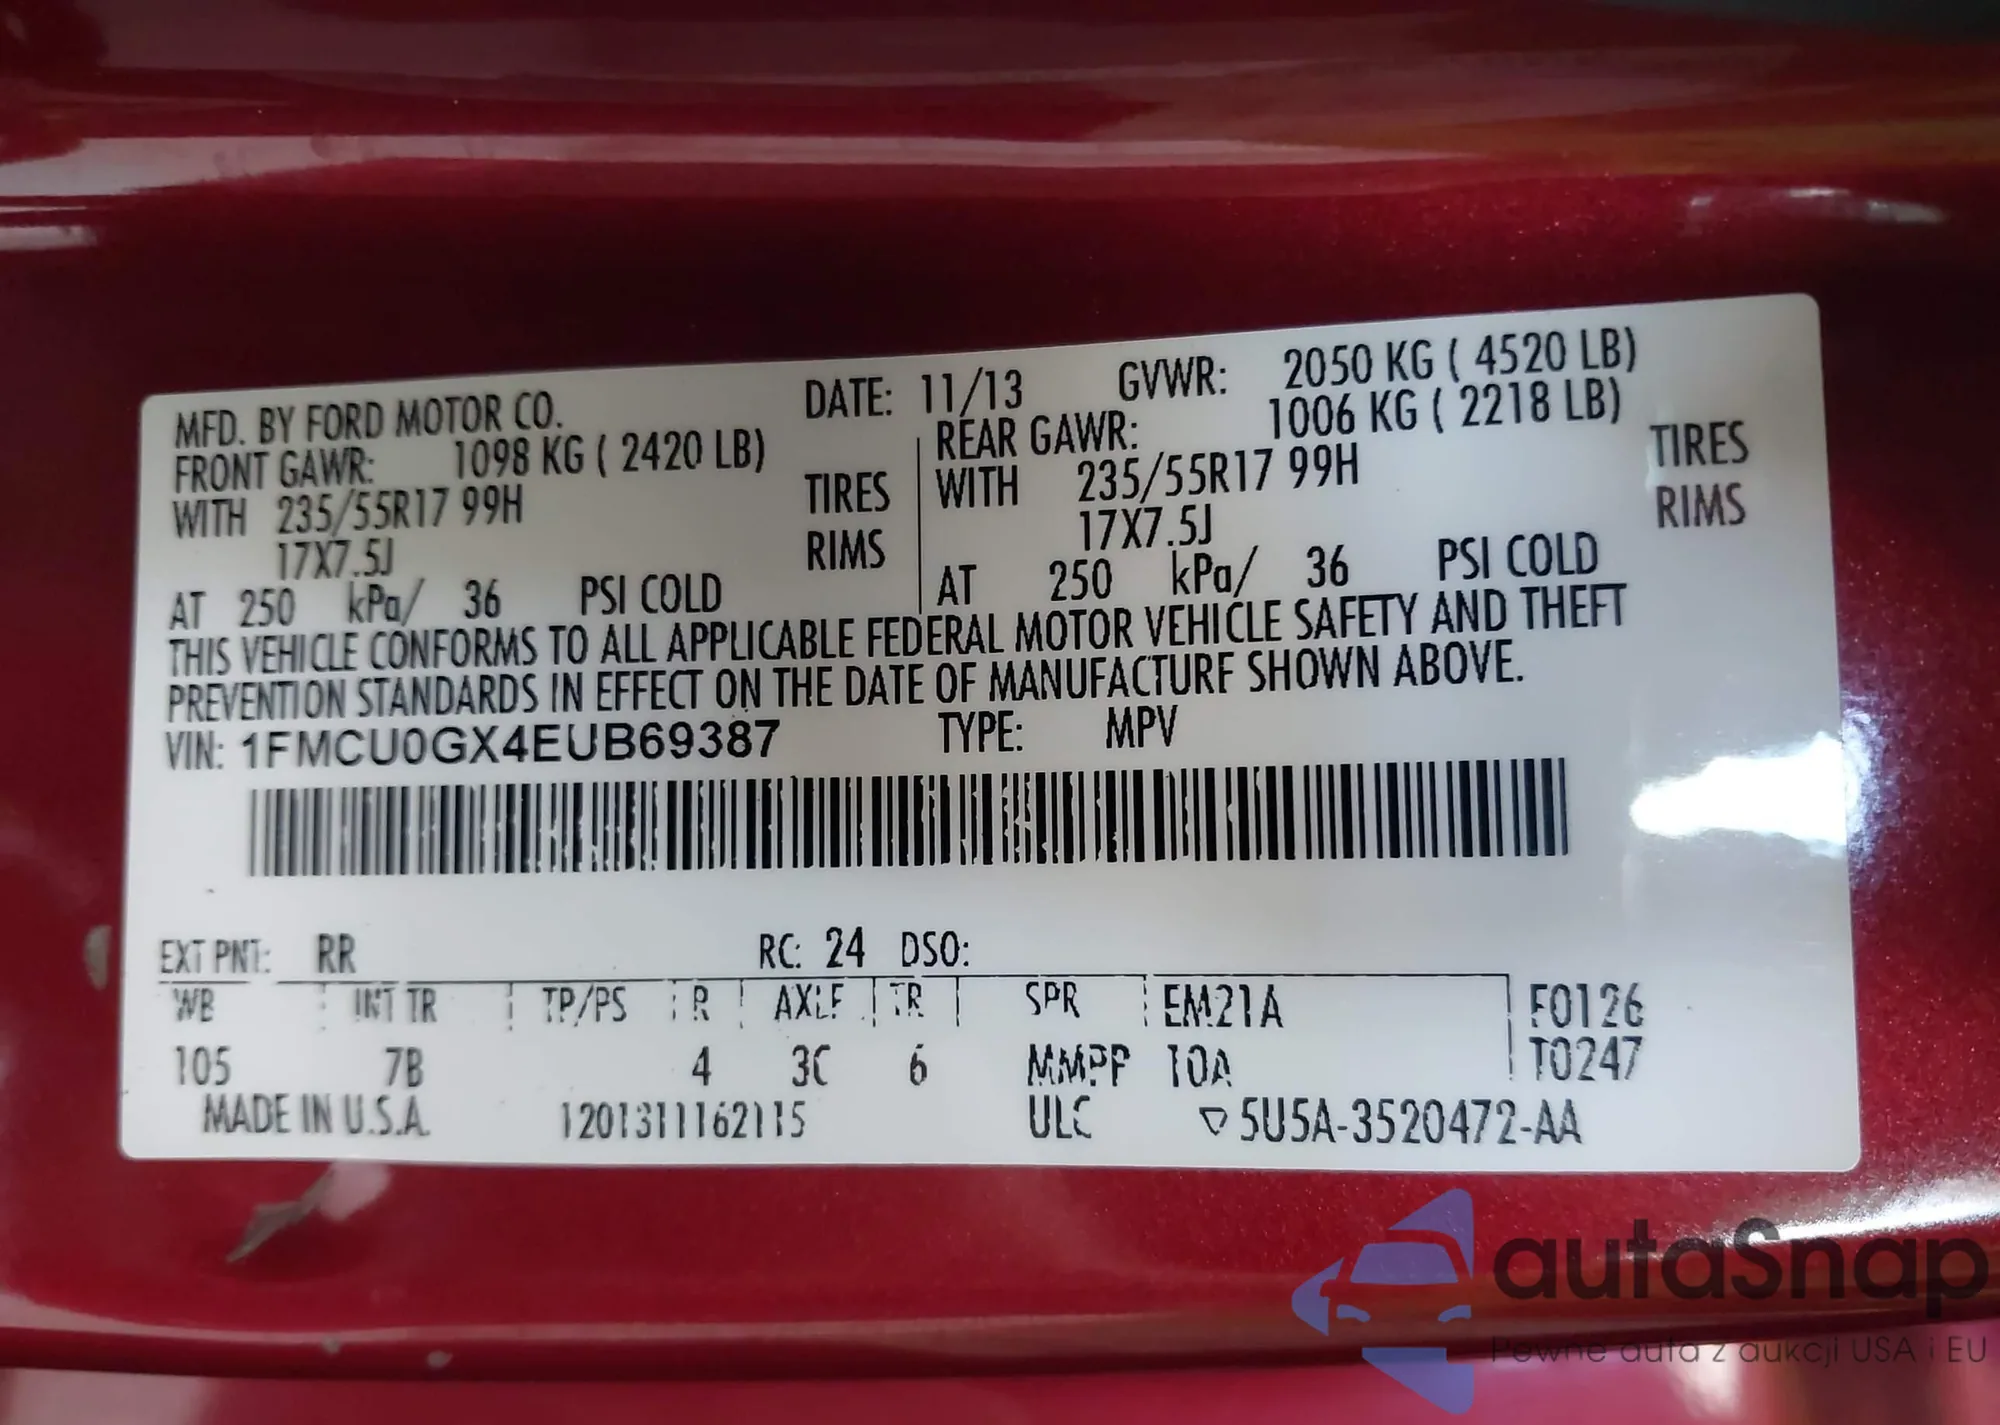 MFD. BY FORD MOTOR CO. DATE: 11/13 GVWR: 2050 KG ( 4520 LB)
FRONT GAWR: 1098 KG ( 2420 LB) REAR GAWR: 1006 KG ( 2218 LB)
WITH 235/55R17 99H TIRES WITH 235/55R17 99H TIRES
17X7.5J RIMS 17X7.5J RIMS
AT 250 kPa/ 36 PSI COLD AT 250 kPa/ 36 PSI COLD
THIS VEHICLE CONFORMS TO ALL APPLICABLE FEDERAL MOTOR VEHICLE SAFETY AND THEFT
PREVENTION STANDARDS IN EFFECT ON THE DATE OF MANUFACTURE SHOWN ABOVE.
VIN: 1FMCU0GX4EUB69387 TYPE: MPV
EXT PNT: RR RC: 24 DSO:
WB INT TR TP/PS R AXLE TR SPR EM21A F0126
105 7B 4 3C 6 MMPP 10A T0247
MADE IN U.S.A. 1201311162115 ULC 5U5A-3520472-AA
autaSnap
Pewne auta z aukcji USA i EU